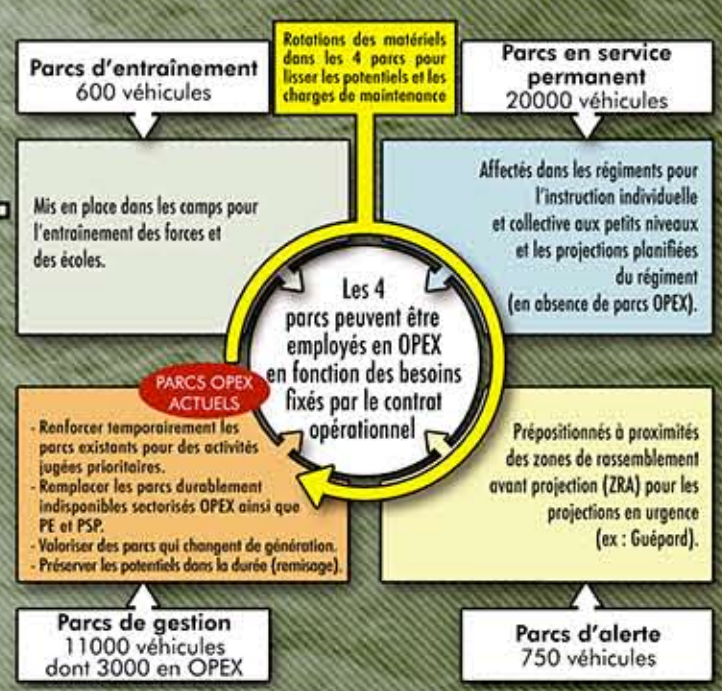 Parcs d'entraînement
600 véhicules
Rotations des matériels
dans les 4 parcs pour
lisser les potentiels et les
charges de maintenance
Parcs en service
permanent
20000 véhicules
Mis en place dans les camps pour
l'entraînement des forces et
des écoles.
Affectés dans les régiments pour
l'instruction individuelle
et collective aux petits niveaux
et les projections planifiées
du régiment
(en absence de parcs OPEX).
Les 4
parcs peuvent être
employés en OPEX
en fonction des besoins
fixés par le contrat
opérationnel
PARCS OPEX
ACTUELS
- Renforcer temporairement les
parcs existants pour des activités
jugées prioritaires.
- Remplacer les parcs durablement
indisponibles sectorisés OPEX ainsi que
PE et PSP.
- Valoriser des parcs qui changent de génération.
- Préserver les potentiels dans la durée (remisage).
Prépositionnés à proximités
des zones de rassemblement
avant projection (ZRA) pour les
projections en urgence
(ex : Guépard).
Parcs de gestion
11000 véhicules
dont 3000 en OPEX
Parcs d'alerte
750 véhicules